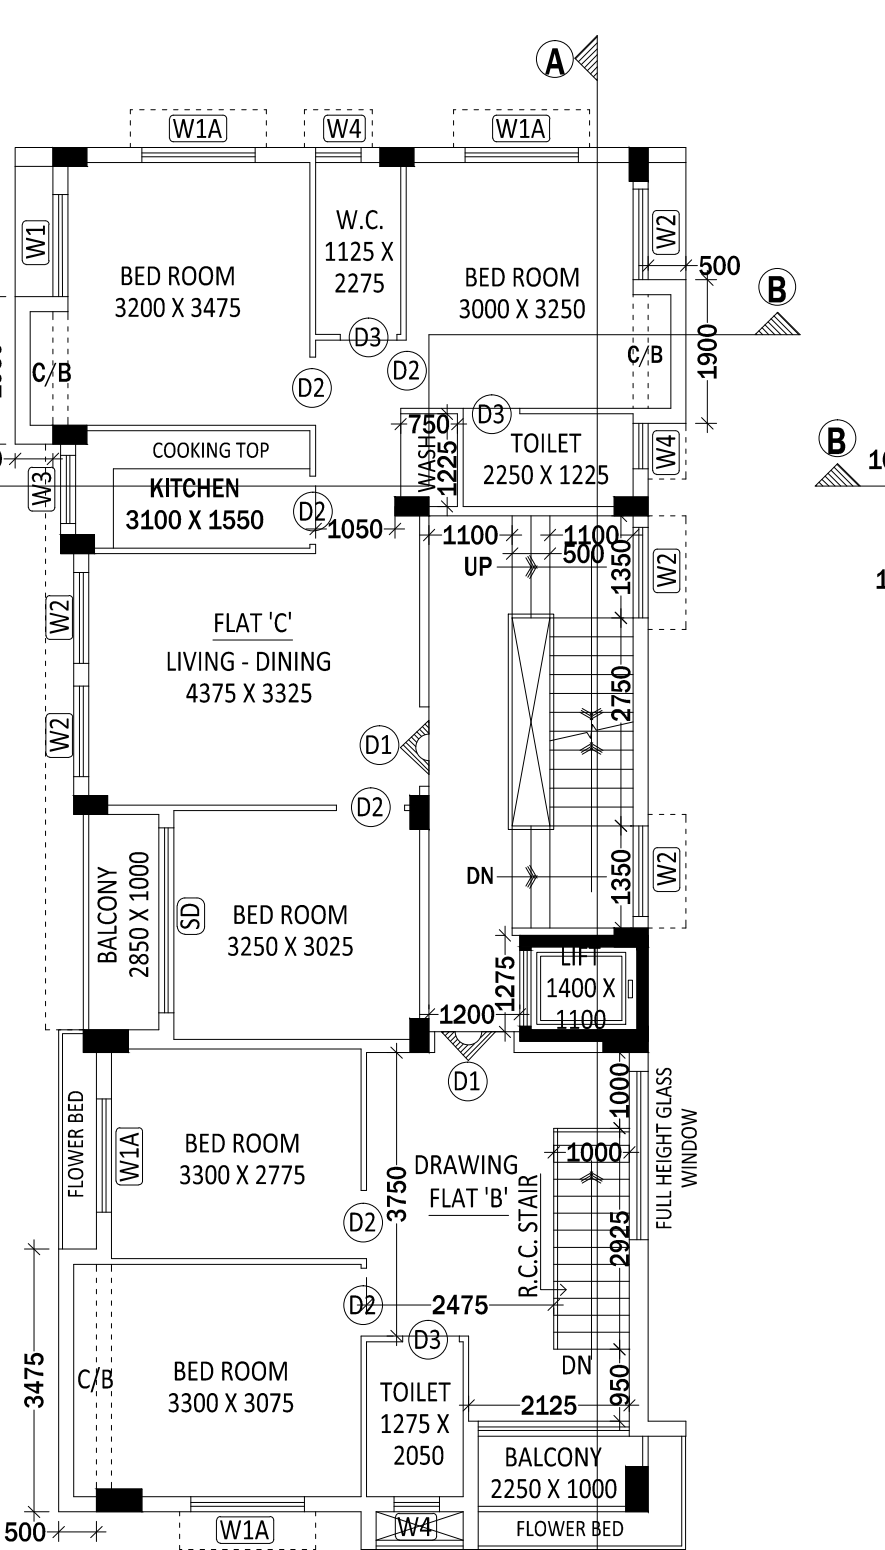 A
W1A
W4
W1A
W1
W.C.
1125 X
2275
W2
BED ROOM
3200 X 3475
BED ROOM
3000 X 3250
500
B
D3
1900
C/B
C/B
D2
D2
D3
750
WASH
1225
TOILET
2250 X 1225
W4
B
COOKING TOP
W3
KITCHEN
3100 X 1550
D2
1050
1100
1100
500
UP
1350
W2
FLAT 'C'
LIVING - DINING
4375 X 3325
W2
2750
W2
D1
D2
BALCONY
2850 X 1000
SD
BED ROOM
3250 X 3025
DN
1350
W2
LIFT
1400 X
1100
1275
1200
D1
FLOWER BED
W1A
BED ROOM
3300 X 2775
3750
DRAWING
FLAT 'B'
1000
1000
FULL HEIGHT GLASS
WINDOW
R.C.C. STAIR
2925
D2
D2
2475
D3
3475
C/B
BED ROOM
3300 X 3075
TOILET
1275 X
2050
DN
950
2125
BALCONY
2250 X 1000
500
W1A
W4
FLOWER BED